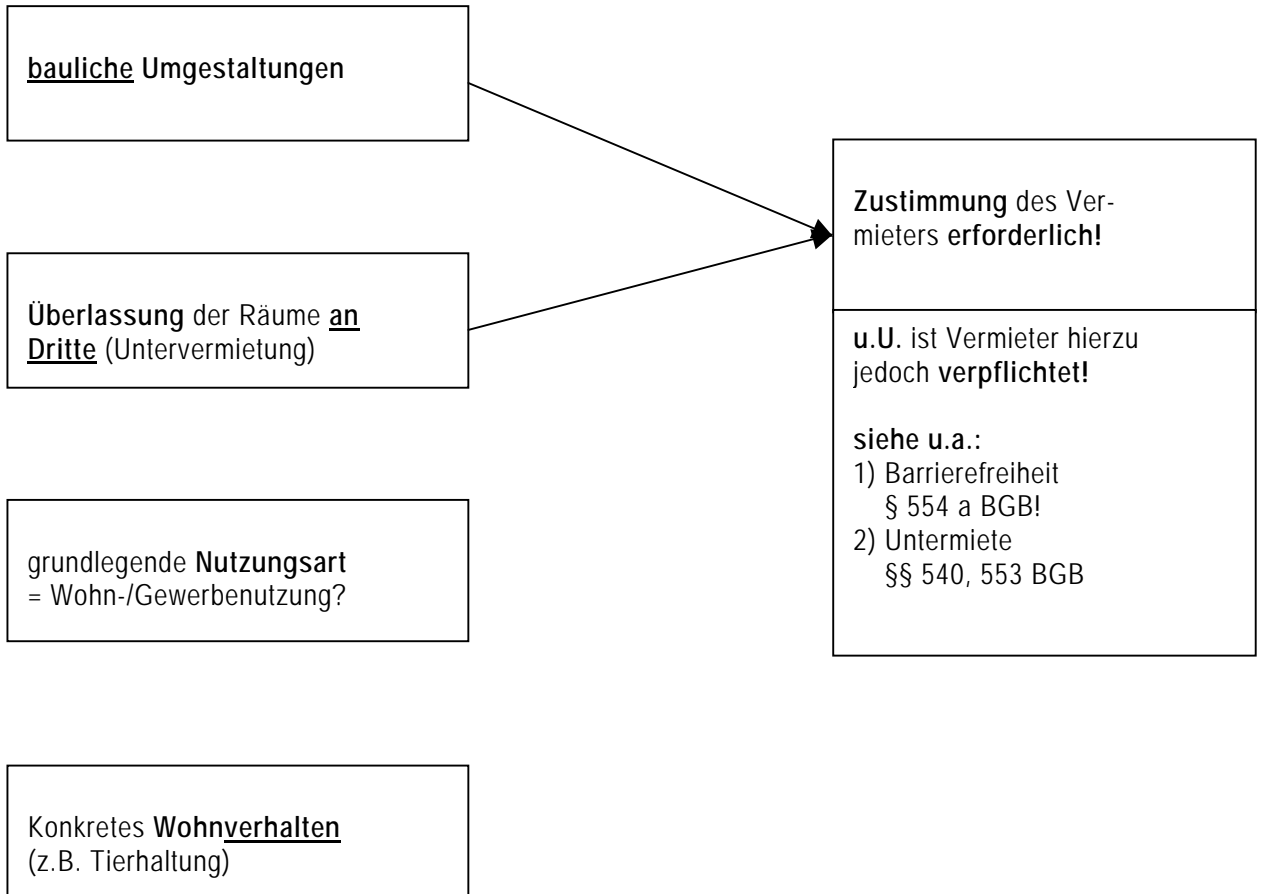 bauliche Umgestaltungen
Überlassung der Räume an
Dritte (Untervermietung)
grundlegende Nutzungsart
= Wohn-/Gewerbenutzung?
Konkretes Wohnverhalten
(z.B. Tierhaltung)
Zustimmung des Ver-
mieters erforderlich!
u.U. ist Vermieter hierzu
jedoch verpflichtet!
siehe u.a.:
1) Barrierefreiheit
§ 554 a BGB!
2) Untermiete
§§ 540, 553 BGB